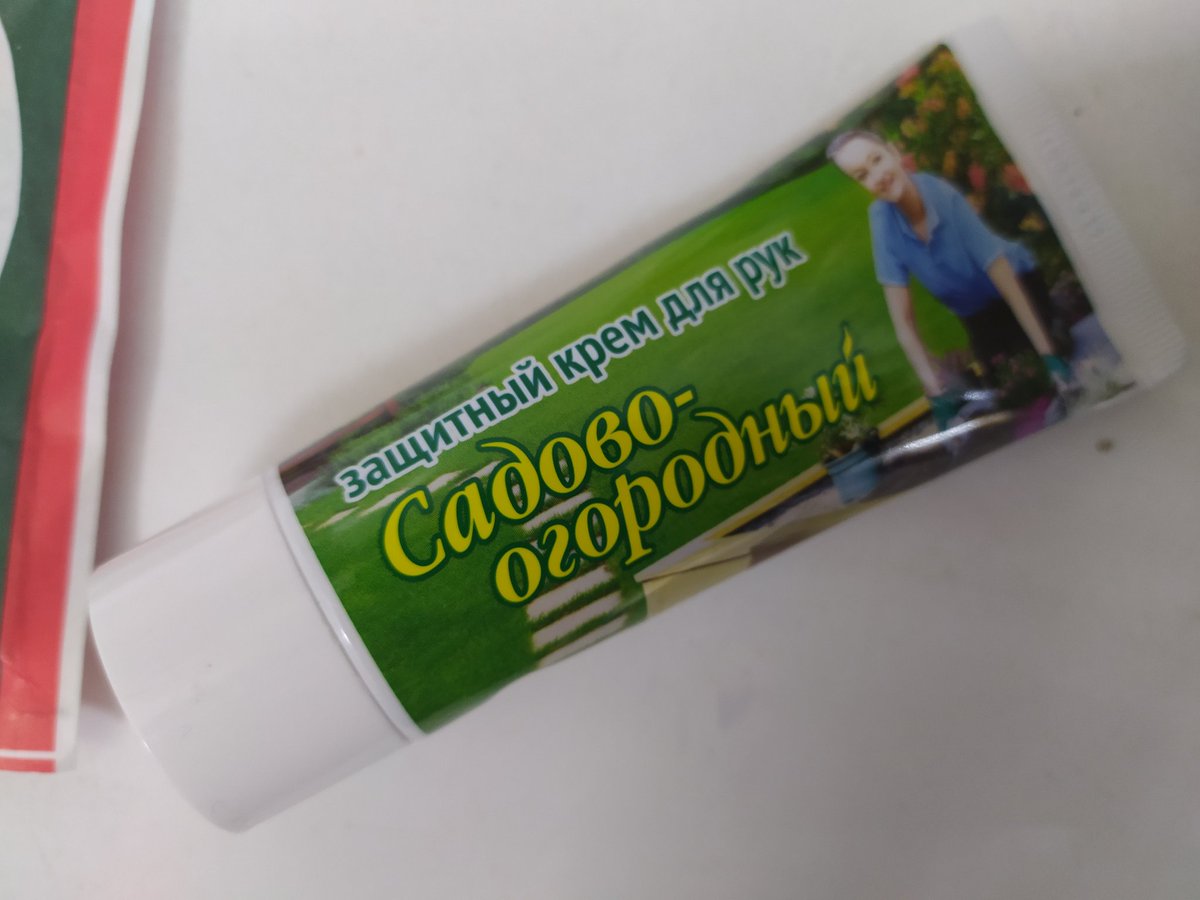 защитный крем для рук
Садово-
огородный